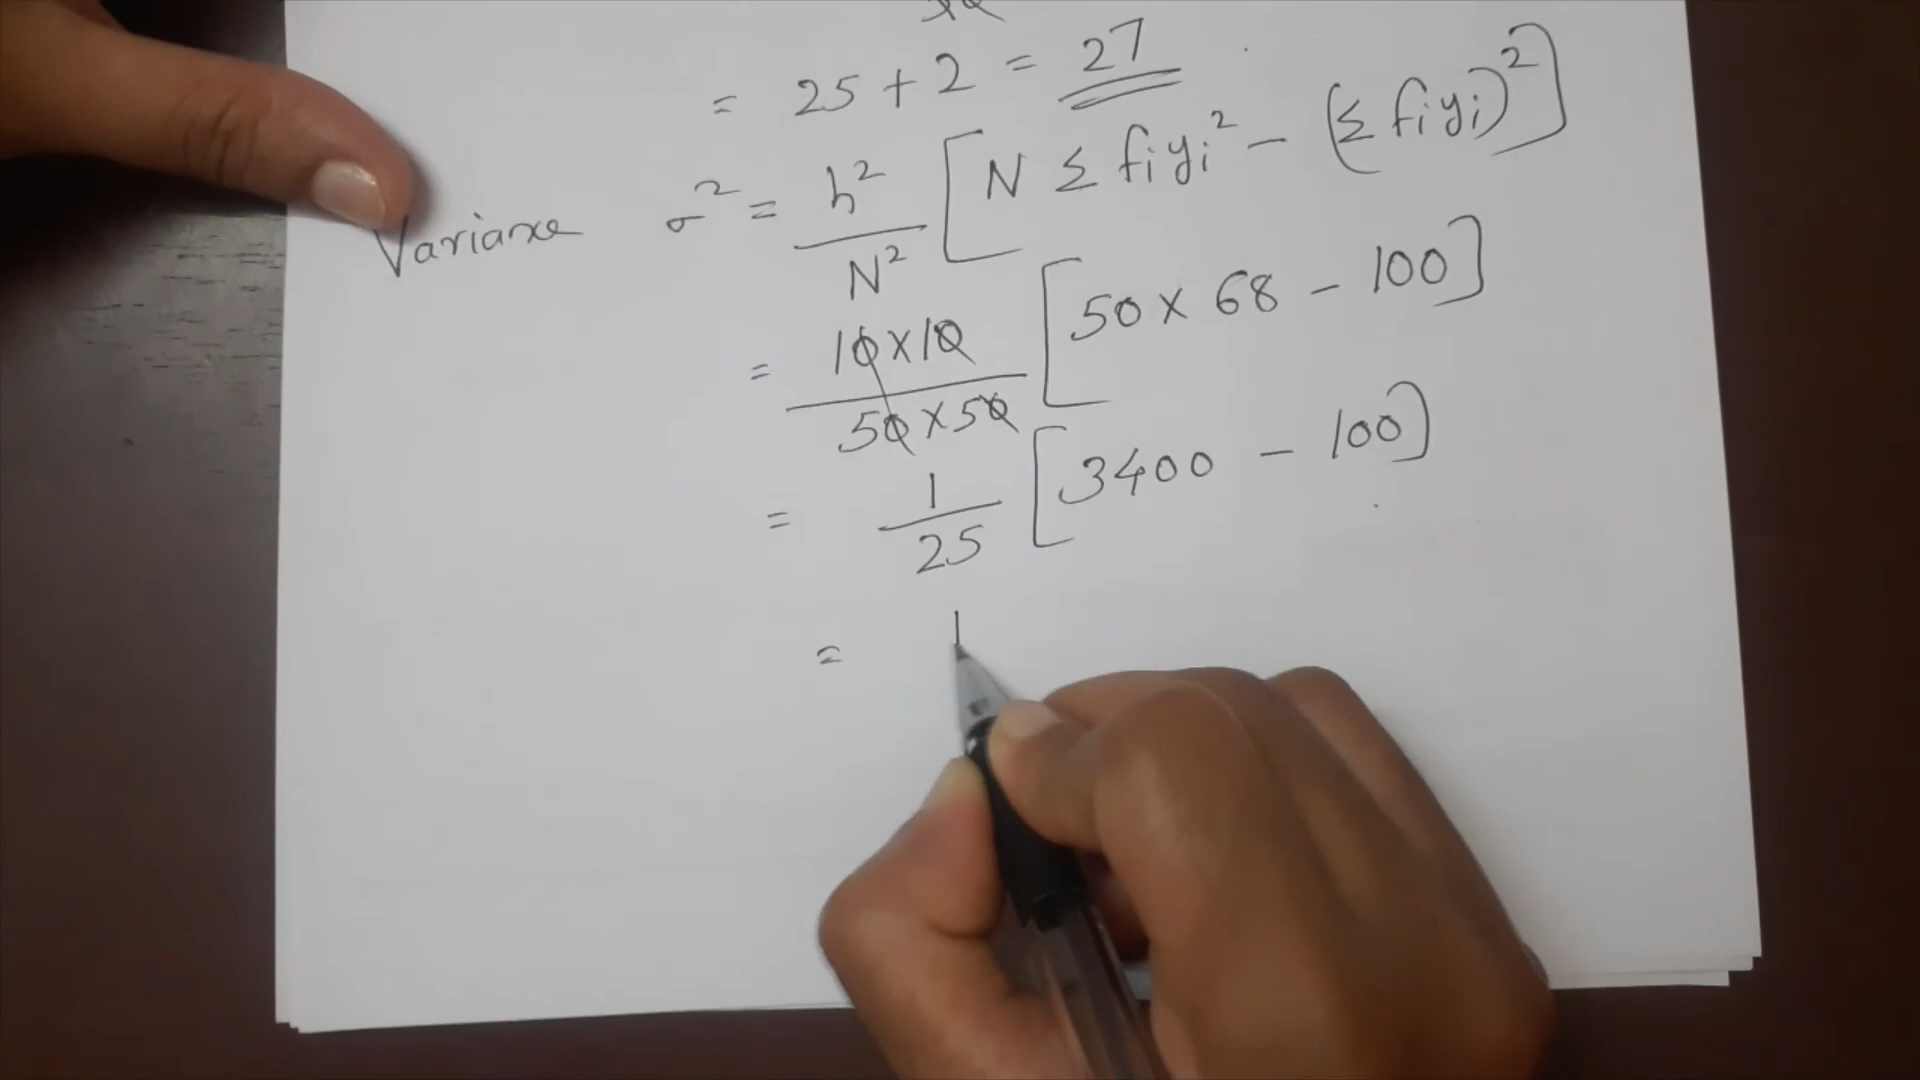 = 25 + 2 = 27
Variance σ² = h²/N² [N Σ fiyi² - (Σ fiyi)²]
= 10 x 10 / 50 x 50 [50 x 68 - 100]
= 1/25 [3400 - 100]
= 1